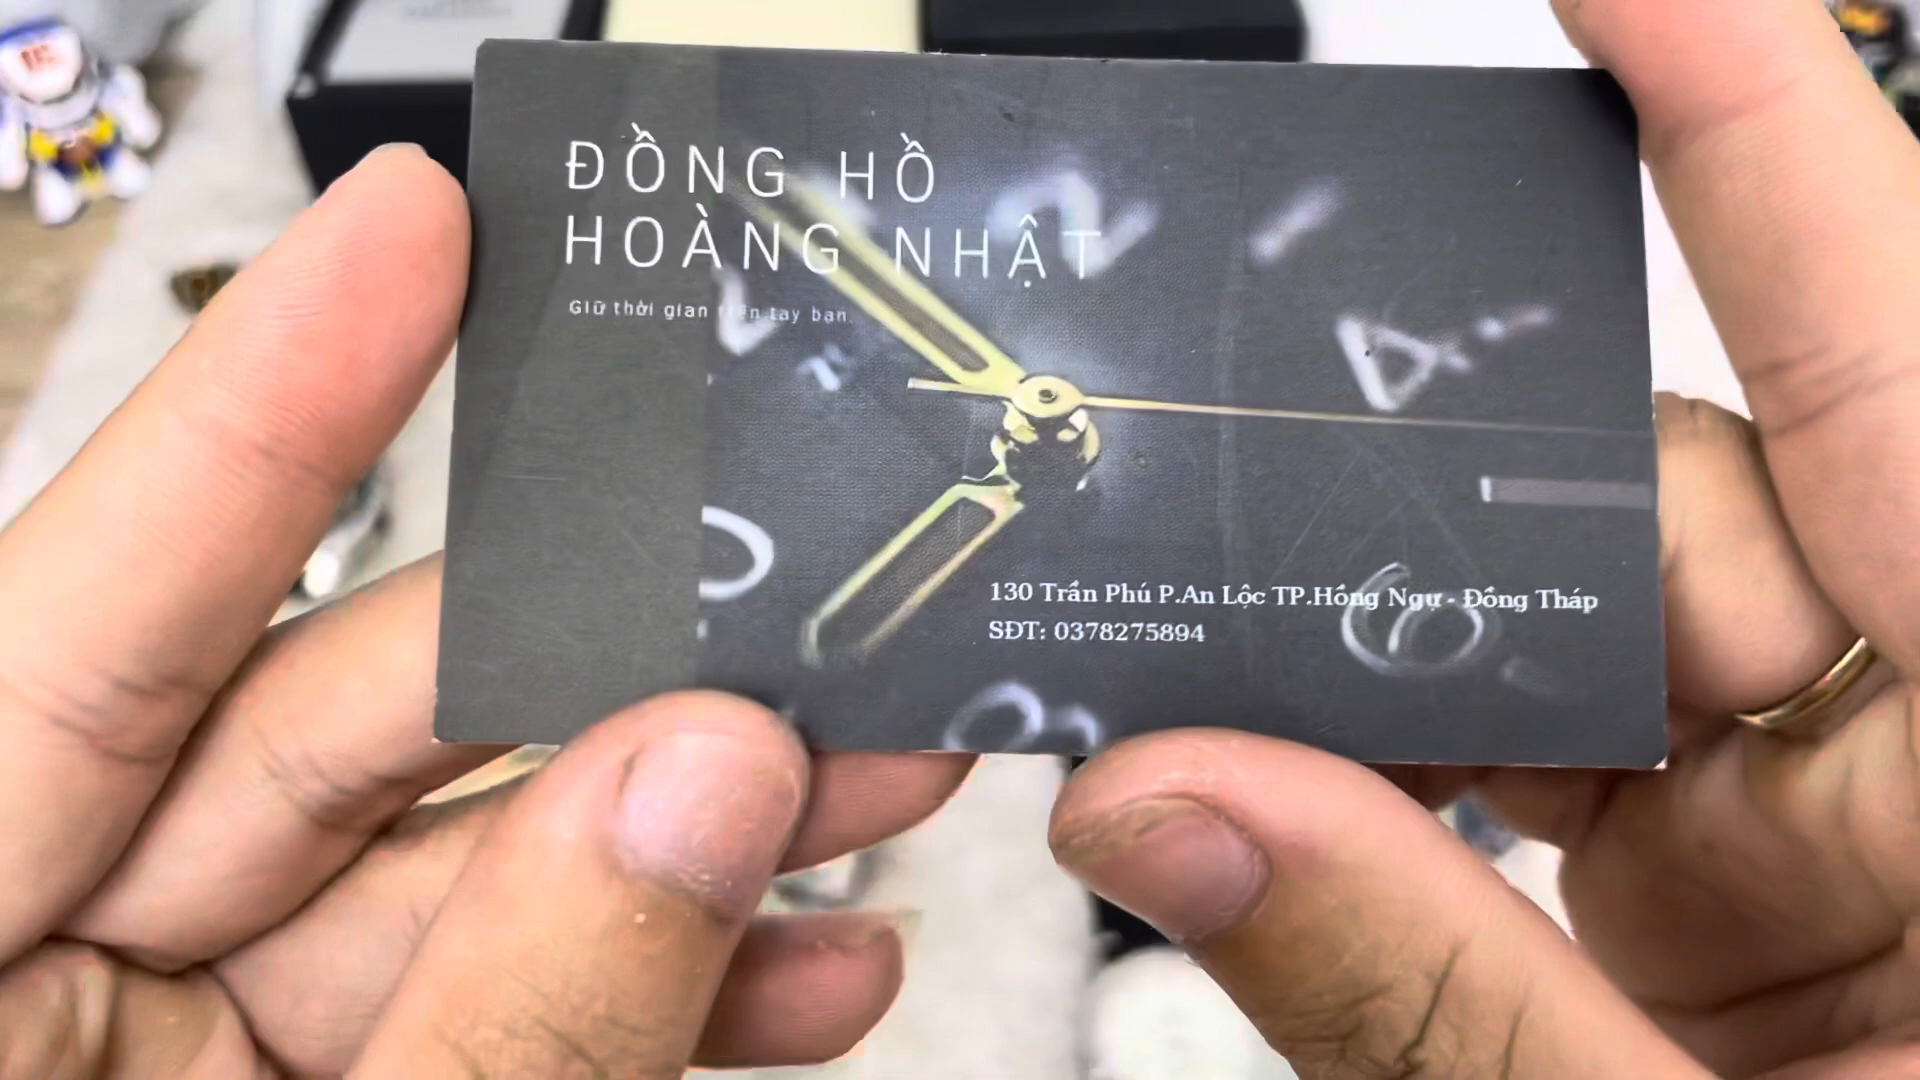 ĐỒNG HỒ
HOÀNG NHẬT
Giữ thời gian trên tay bạn.
130 Trần Phú P.An Lộc TP.Hồng Ngự - Đồng Tháp
SĐT: 0378275894